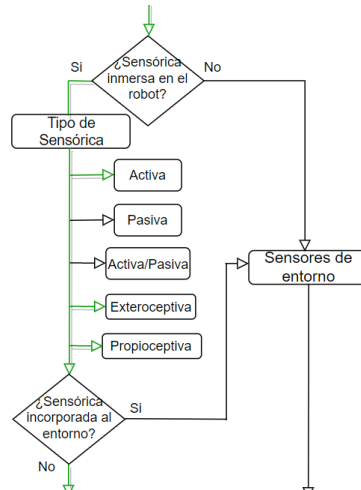 ¿Sensórica
inmersa en el
robot?
Si
No
Tipo de
Sensórica
Activa
Pasiva
Activa/Pasiva
Sensores de
entorno
Exteroceptiva
Propioceptiva
¿Sensórica
incorporada al
entorno?
Si
No